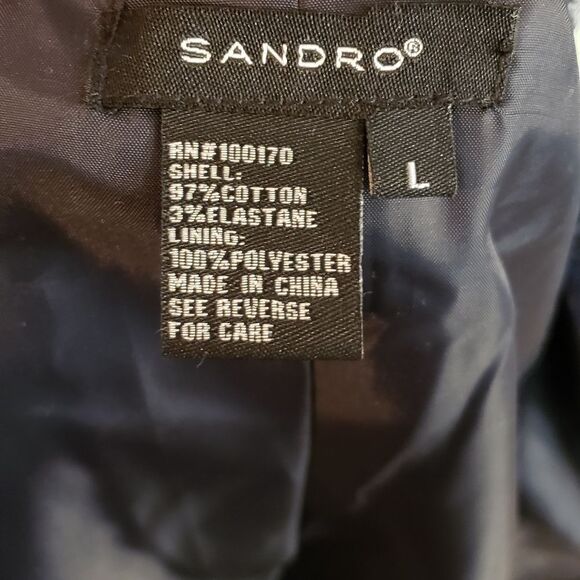 SANDRO®
RN#100170
SHELL:
97%COTTON
3%ELASTANE
LINING:
100%POLYESTER
MADE IN CHINA
SEE REVERSE
FOR CARE
L